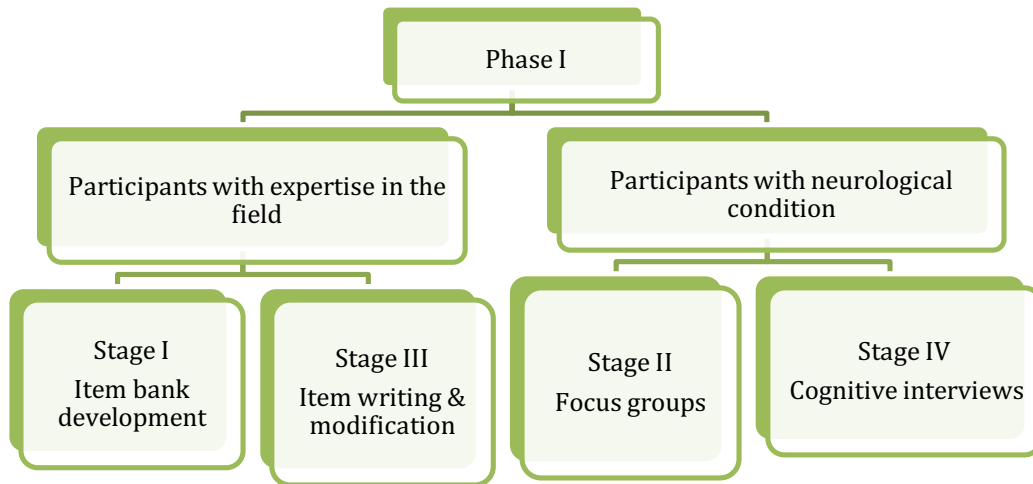 Phase I
Participants with expertise in the
field
Participants with neurological
condition
Stage I
Item bank
development
Stage III
Item writing &
modification
Stage II
Focus groups
Stage IV
Cognitive interviews